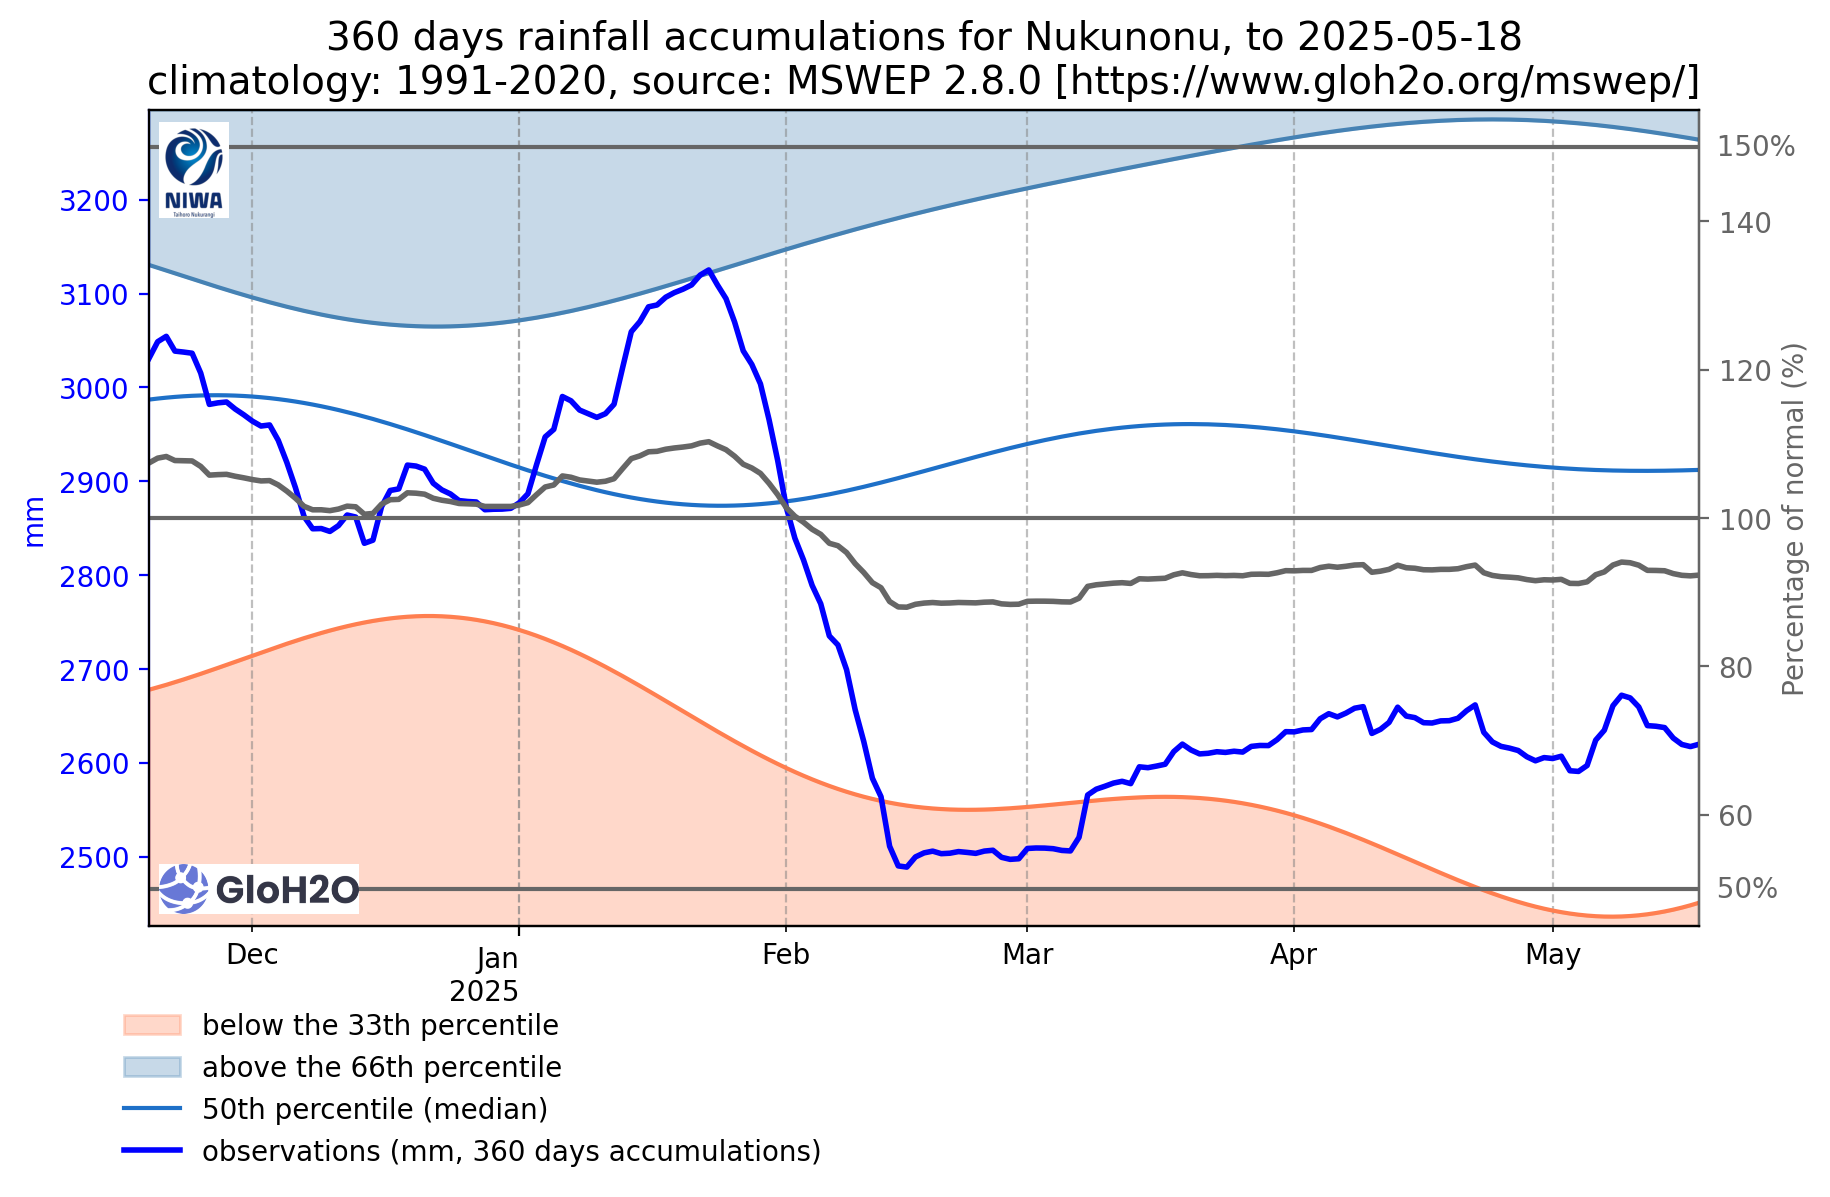 360 days rainfall accumulations for Nukunonu, to 2025-05-18
climatology: 1991-2020, source: MSWEP 2.8.0 [https://www.gloh2o.org/mswep/]
NIWA
Taihoro Nukurangi
3200
3100
3000
2900
2800
2700
2600
2500
mm
150%
140
120
100
80
60
50%
Percentage of normal (%)
GloH2O
Dec
Jan
2025
Feb
Mar
Apr
May
below the 33th percentile
above the 66th percentile
50th percentile (median)
observations (mm, 360 days accumulations)